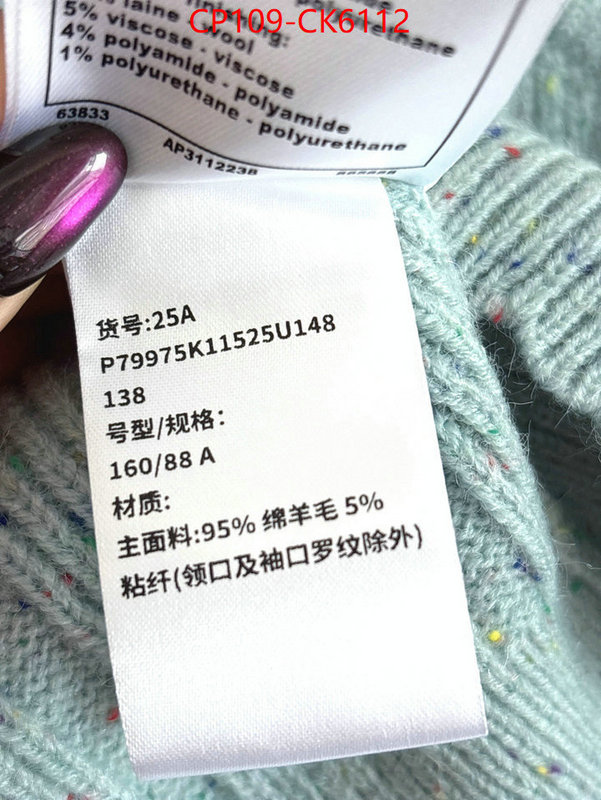 CP109-CK6112
5% viscose - viscose
4% polyamide - polyamide
1% polyurethane - polyurethane
63833
AP3112238
货号:25A
P79975K11525U148
138
号型/规格:
160/88 A
材质:
主面料:95% 绵羊毛 5%
粘纤(领口及袖口罗纹除外)